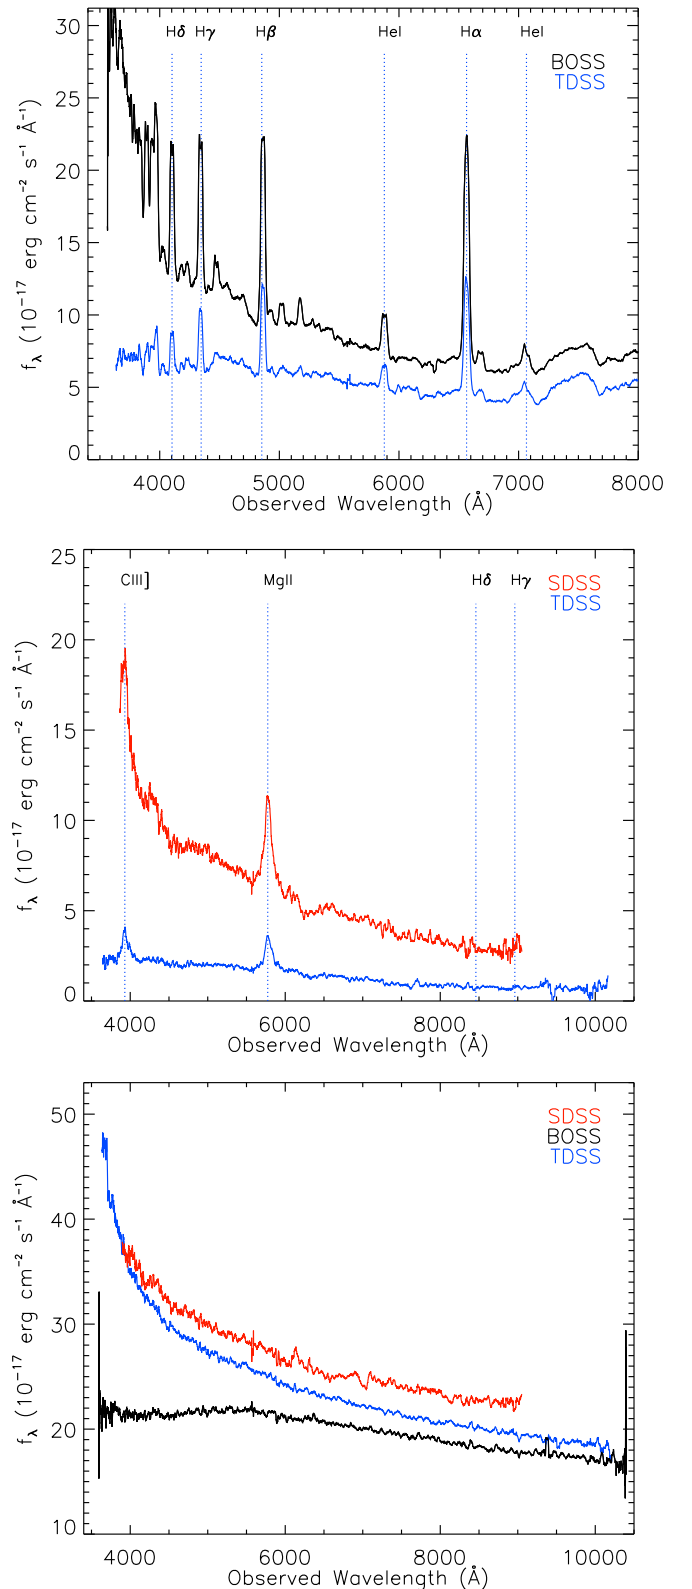 Hδ Hγ Hβ HeI Hα HeI
BOSS
TDSS
30
25
20
15
10
5
0
f_λ (10⁻¹⁷ erg cm⁻² s⁻¹ Å⁻¹)
4000 5000 6000 7000 8000
Observed Wavelength (Å)
CIII] MgII Hδ Hγ
SDSS
TDSS
25
20
15
10
5
0
f_λ (10⁻¹⁷ erg cm⁻² s⁻¹ Å⁻¹)
4000 6000 8000 10000
Observed Wavelength (Å)
SDSS
BOSS
TDSS
50
40
30
20
10
f_λ (10⁻¹⁷ erg cm⁻² s⁻¹ Å⁻¹)
4000 6000 8000 10000
Observed Wavelength (Å)